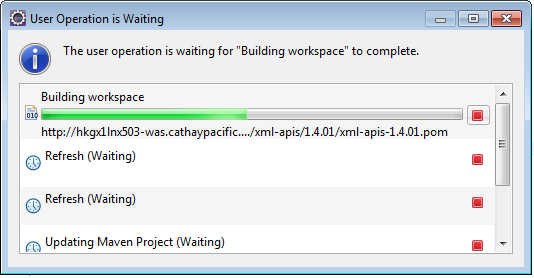 User Operation is Waiting
The user operation is waiting for "Building workspace" to complete.
Building workspace
010
http://hkgx1lnx503-was.cathaypacific..../xml-apis/1.4.01/xml-apis-1.4.01.pom
Refresh (Waiting)
Refresh (Waiting)
Updating Maven Project (Waiting)